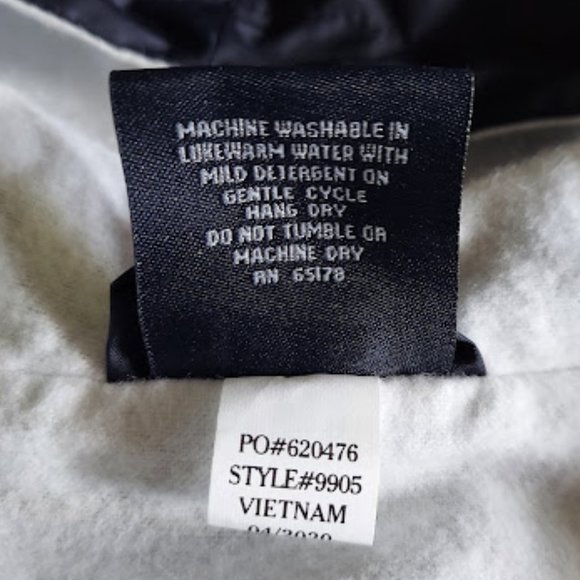 MACHINE WASHABLE IN
LUKEWARM WATER WITH
MILD DETERGENT ON
GENTLE CYCLE
HANG DRY
DO NOT TUMBLE OR
MACHINE DRY
RN 65178
PO#620476
STYLE#9905
VIETNAM